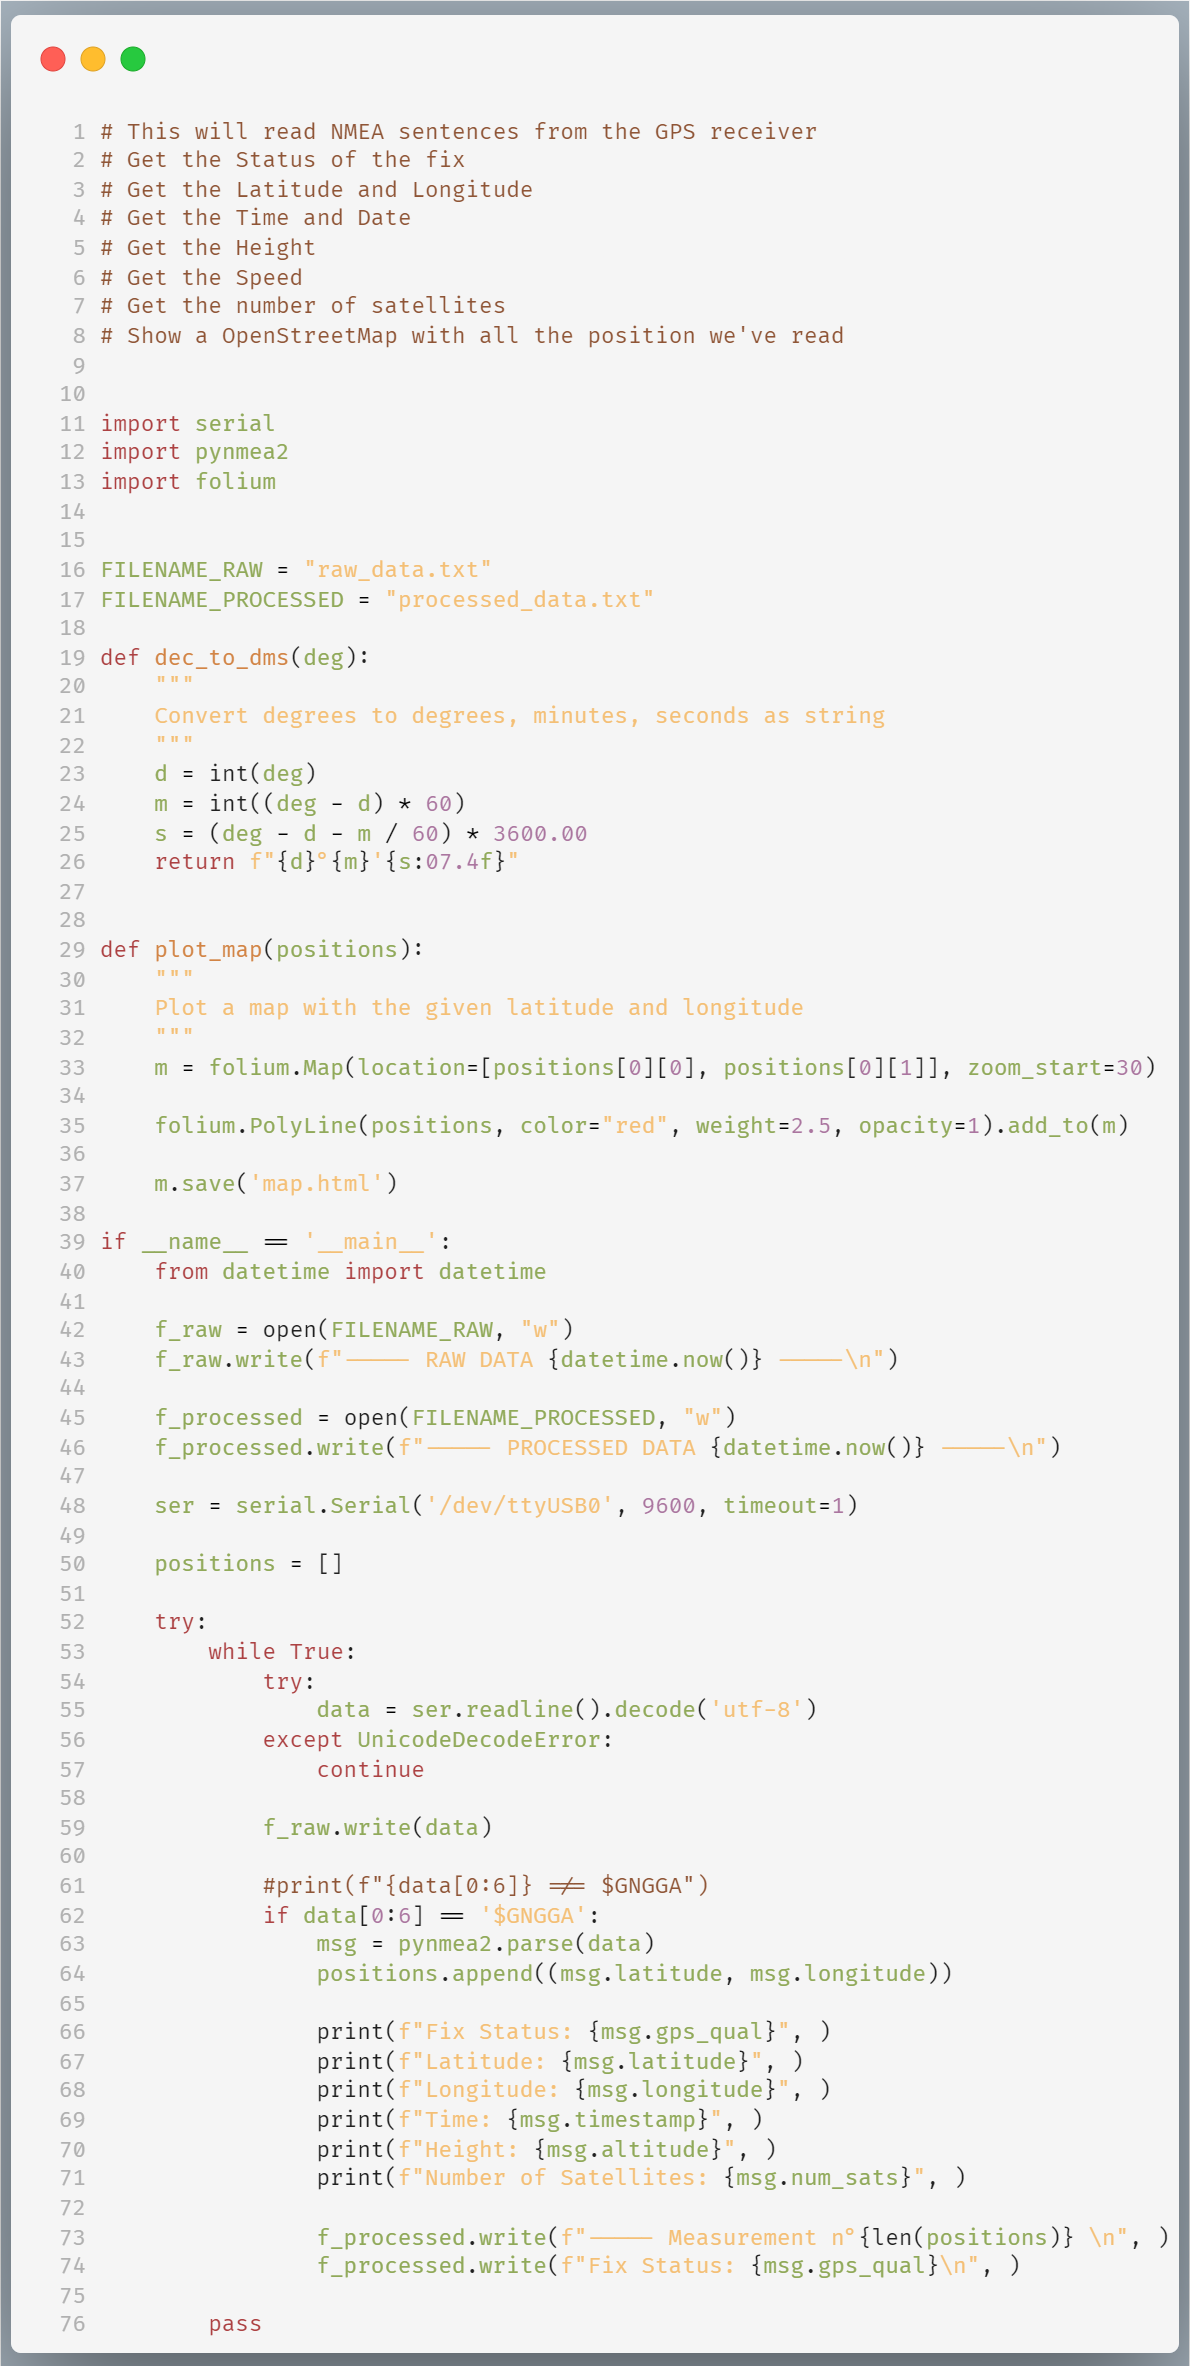 1 # This will read NMEA sentences from the GPS receiver
2 # Get the Status of the fix
3 # Get the Latitude and Longitude
4 # Get the Time and Date
5 # Get the Height
6 # Get the Speed
7 # Get the number of satellites
8 # Show a OpenStreetMap with all the position we've read
9
10
11 import serial
12 import pynmea2
13 import folium
14
15
16 FILENAME_RAW = "raw_data.txt"
17 FILENAME_PROCESSED = "processed_data.txt"
18
19 def dec_to_dms(deg):
20     """
21     Convert degrees to degrees, minutes, seconds as string
22     """
23     d = int(deg)
24     m = int((deg - d) * 60)
25     s = (deg - d - m / 60) * 3600.00
26     return f"{d}°{m}'{s:07.4f}"
27
28
29 def plot_map(positions):
30     """
31     Plot a map with the given latitude and longitude
32     """
33     m = folium.Map(location=[positions[0][0], positions[0][1]], zoom_start=30)
34
35     folium.PolyLine(positions, color="red", weight=2.5, opacity=1).add_to(m)
36
37     m.save('map.html')
38
39 if __name__ == '__main__':
40     from datetime import datetime
41
42     f_raw = open(FILENAME_RAW, "w")
43     f_raw.write(f"----- RAW DATA {datetime.now()} -----\n")
44
45     f_processed = open(FILENAME_PROCESSED, "w")
46     f_processed.write(f"----- PROCESSED DATA {datetime.now()} -----\n")
47
48     ser = serial.Serial('/dev/ttyUSB0', 9600, timeout=1)
49
50     positions = []
51
52     try:
53         while True:
54             try:
55                 data = ser.readline().decode('utf-8')
56             except UnicodeDecodeError:
57                 continue
58
59             f_raw.write(data)
60
61             #print(f"{data[0:6]} =/= $GNGGA")
62             if data[0:6] == '$GNGGA':
63                 msg = pynmea2.parse(data)
64                 positions.append((msg.latitude, msg.longitude))
65
66                 print(f"Fix Status: {msg.gps_qual}", )
67                 print(f"Latitude: {msg.latitude}", )
68                 print(f"Longitude: {msg.longitude}", )
69                 print(f"Time: {msg.timestamp}", )
70                 print(f"Height: {msg.altitude}", )
71                 print(f"Number of Satellites: {msg.num_sats}", )
72
73                 f_processed.write(f"----- Measurement n°{len(positions)} \n", )
74                 f_processed.write(f"Fix Status: {msg.gps_qual}\n", )
75
76         pass